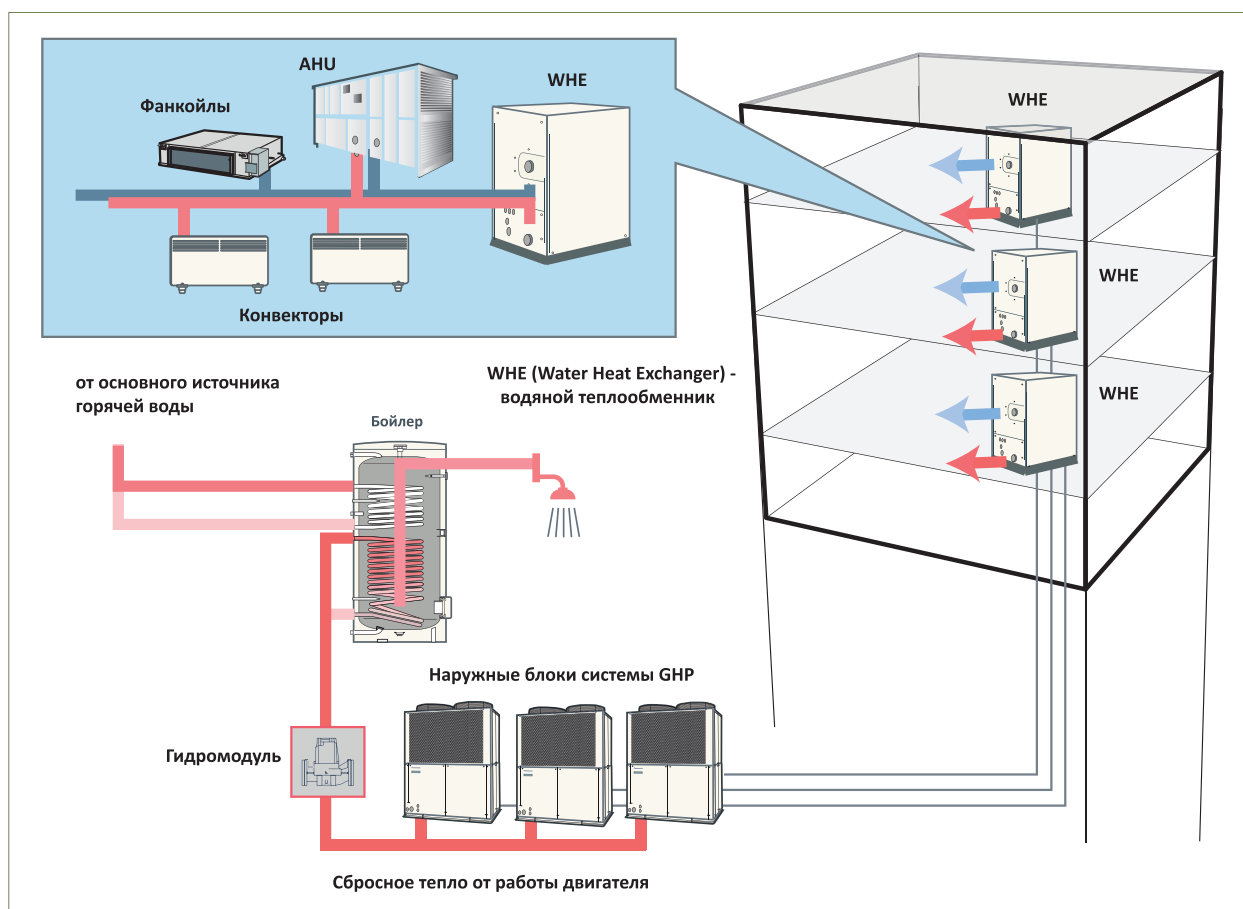 AHU
WHE
Фанкойлы
Конвекторы
WHE
WHE
WHE
от основного источника
горячей воды
WHE (Water Heat Exchanger) -
водяной теплообменник
Бойлер
Наружные блоки системы GHP
Гидромодуль
Сбросное тепло от работы двигателя